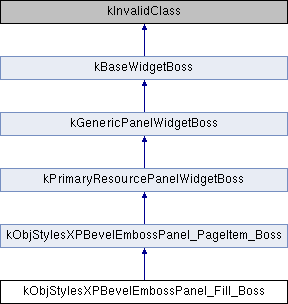 kInvalidClass
kBaseWidgetBoss
kGenericPanelWidgetBoss
kPrimaryResourcePanelWidgetBoss
kObjStylesXPBevelEmbossPanel_PageItem_Boss
kObjStylesXPBevelEmbossPanel_Fill_Boss